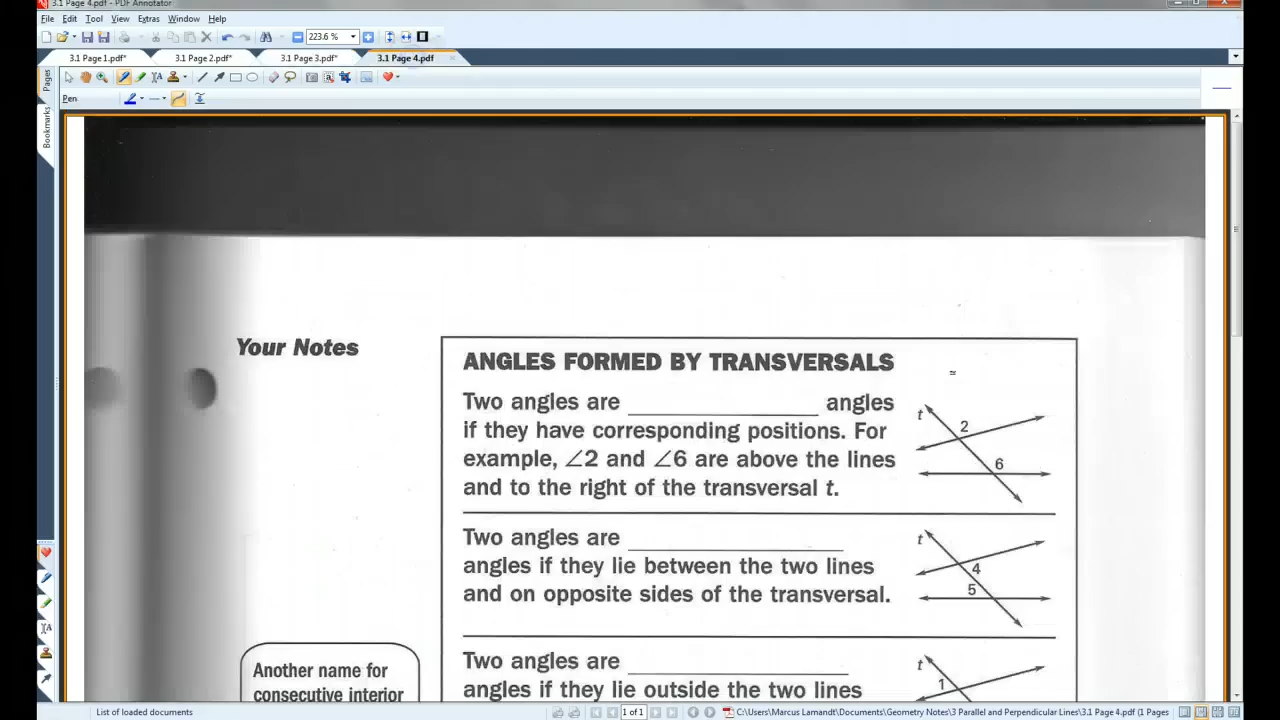 3.1 Page 4.pdf - PDF Annotator
File Edit Tool View Extras Window Help
223.6 %
3.1 Page 1.pdf* 3.1 Page 2.pdf* 3.1 Page 3.pdf* 3.1 Page 4.pdf
Pages
Pen
Bookmarks
Your Notes
ANGLES FORMED BY TRANSVERSALS
Two angles are ____________ angles
if they have corresponding positions. For
example, ∠2 and ∠6 are above the lines
and to the right of the transversal t.
t 2
6
Two angles are ____________
angles if they lie between the two lines
and on opposite sides of the transversal.
t
4
5
Two angles are ____________
angles if they lie outside the two lines
t
1
Another name for
consecutive interior
List of loaded documents
1 of 1
C:\Users\Marcus Lamandt\Documents\Geometry Notes\3 Parallel and Perpendicular Lines\3.1 Page 4.pdf (1 Pages